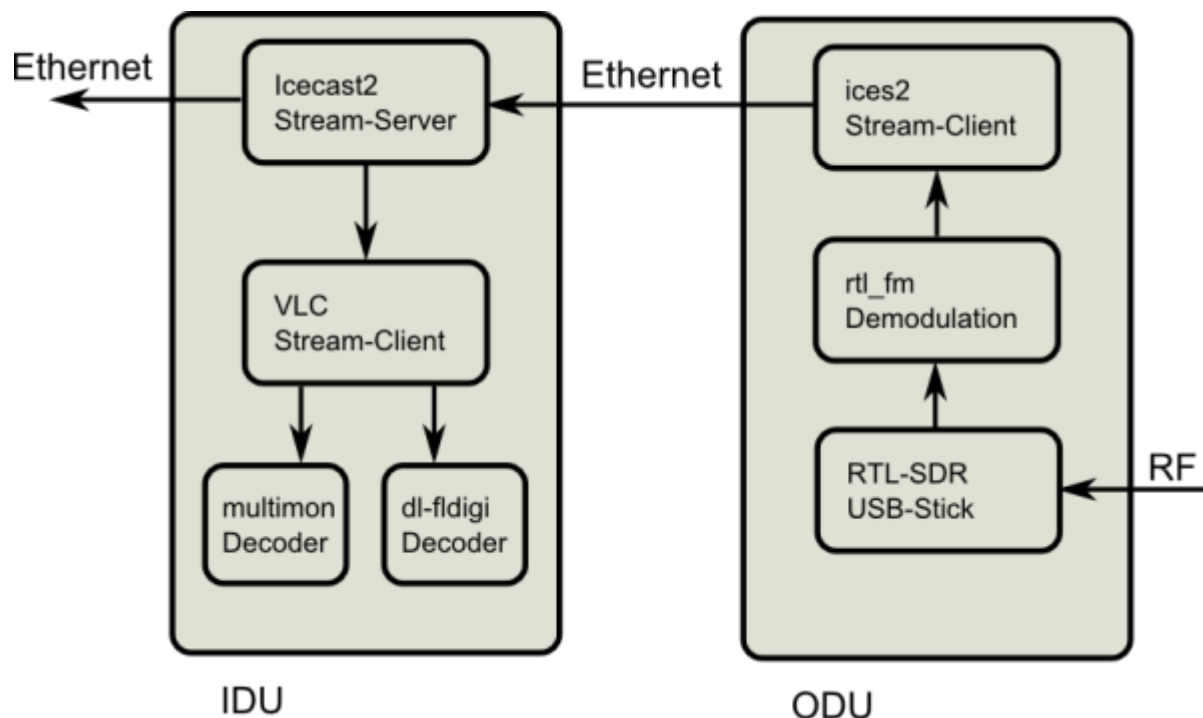 Ethernet
Icecast2
Stream-Server
Ethernet
ices2
Stream-Client
VLC
Stream-Client
rtl_fm
Demodulation
multimon
Decoder
dl-fldigi
Decoder
RTL-SDR
USB-Stick
RF
IDU
ODU